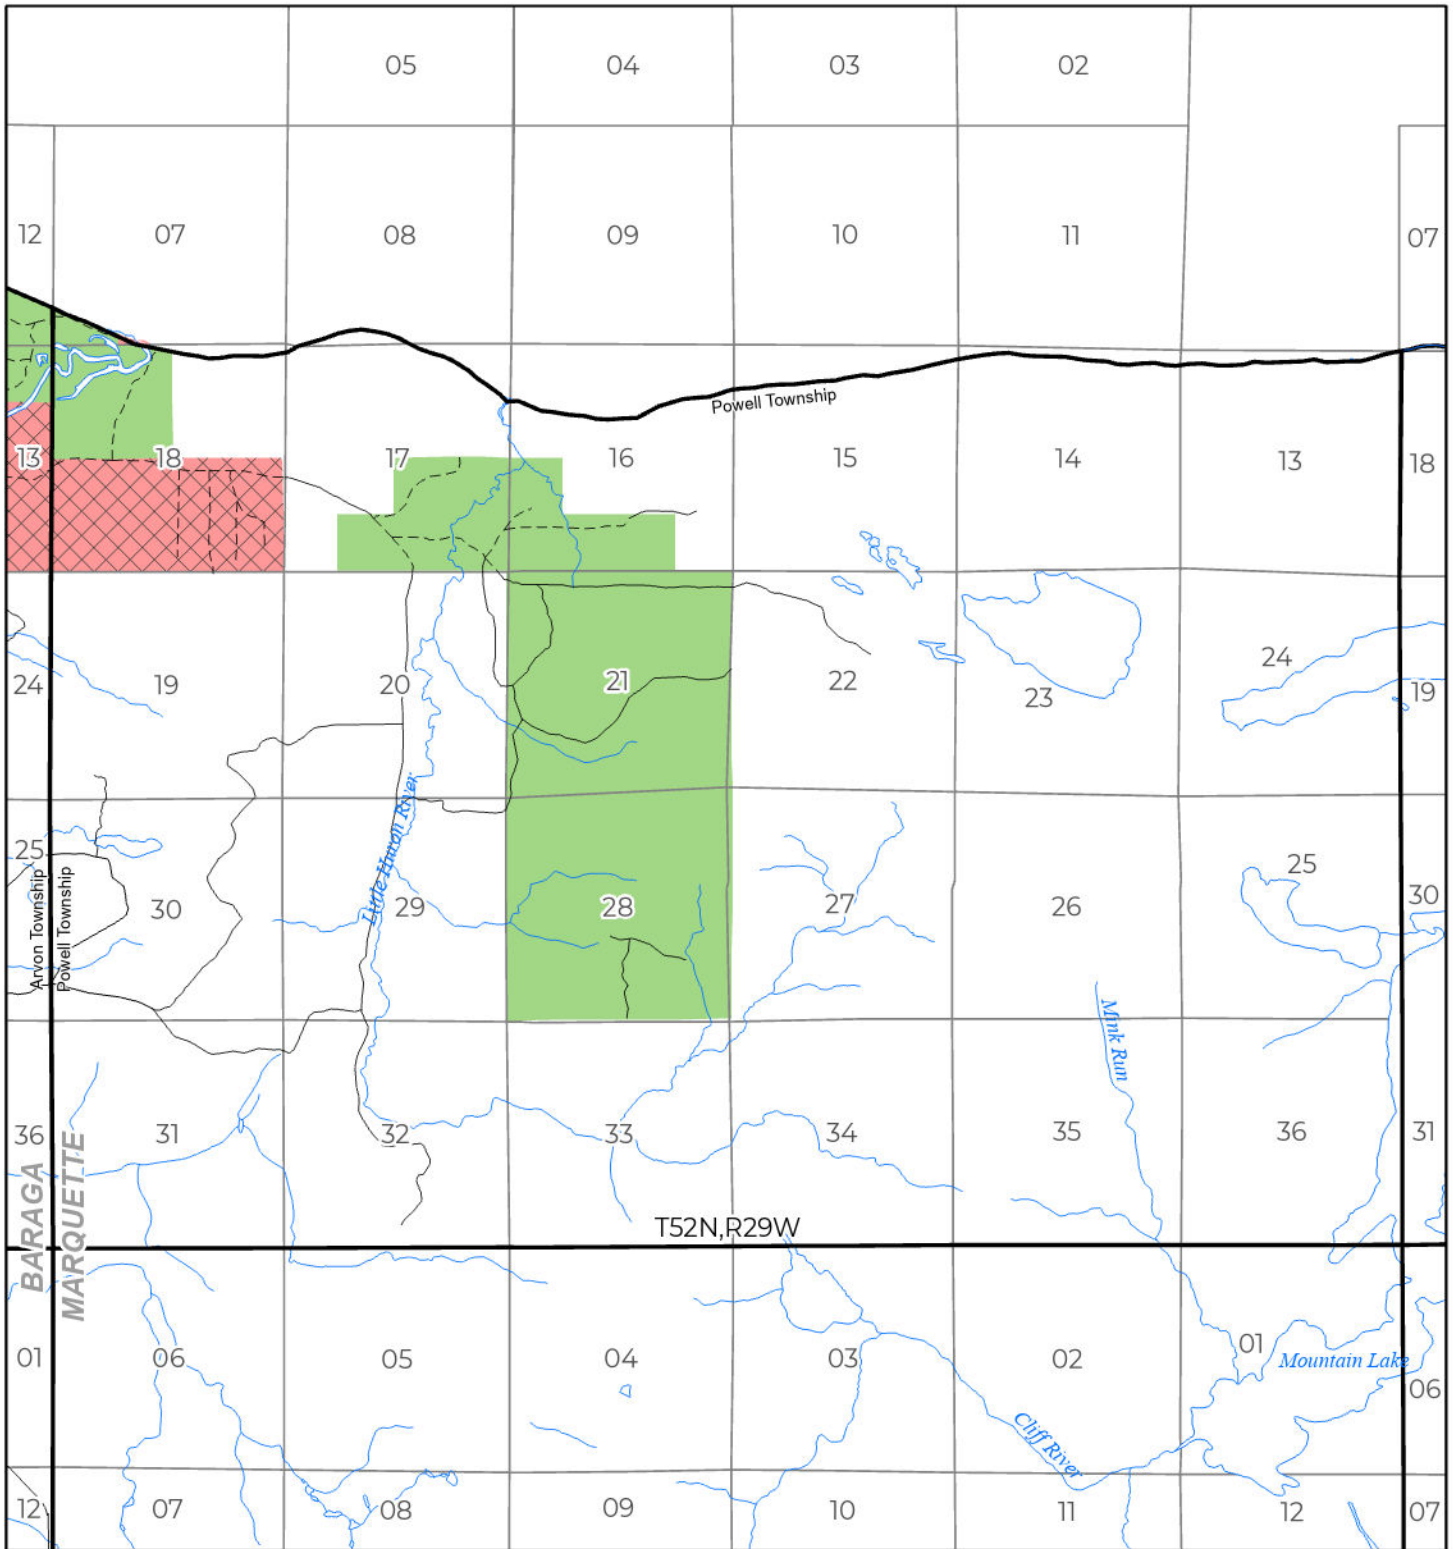 05 04 03 02
12 07 08 09 10 11 07
Powell Township
13 18 17 16 15 14 13 18
24 19 20 21 22 23 24 19
Little Huron River
25 30 29 28 27 26 25 30
Arvon Township
Powell Township
Mink Run
36 31 32 33 34 35 36 31
BARAGA
MARQUETTE
T52N,R29W
01 06 05 04 03 02 01 06
Mountain Lake
Cliff River
12 07 08 09 10 11 12 07